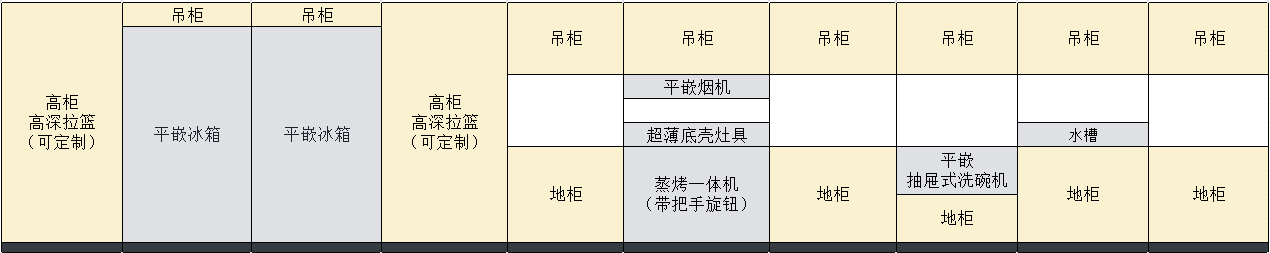 吊柜
吊柜
吊柜
吊柜
吊柜
吊柜
吊柜
吊柜
高柜
高深拉篮
（可定制）
平嵌冰箱
平嵌冰箱
高柜
高深拉篮
（可定制）
平嵌烟机
超薄底壳灶具
水槽
地柜
蒸烤一体机
（带把手旋钮）
地柜
平嵌
抽屉式洗碗机
地柜
地柜
地柜